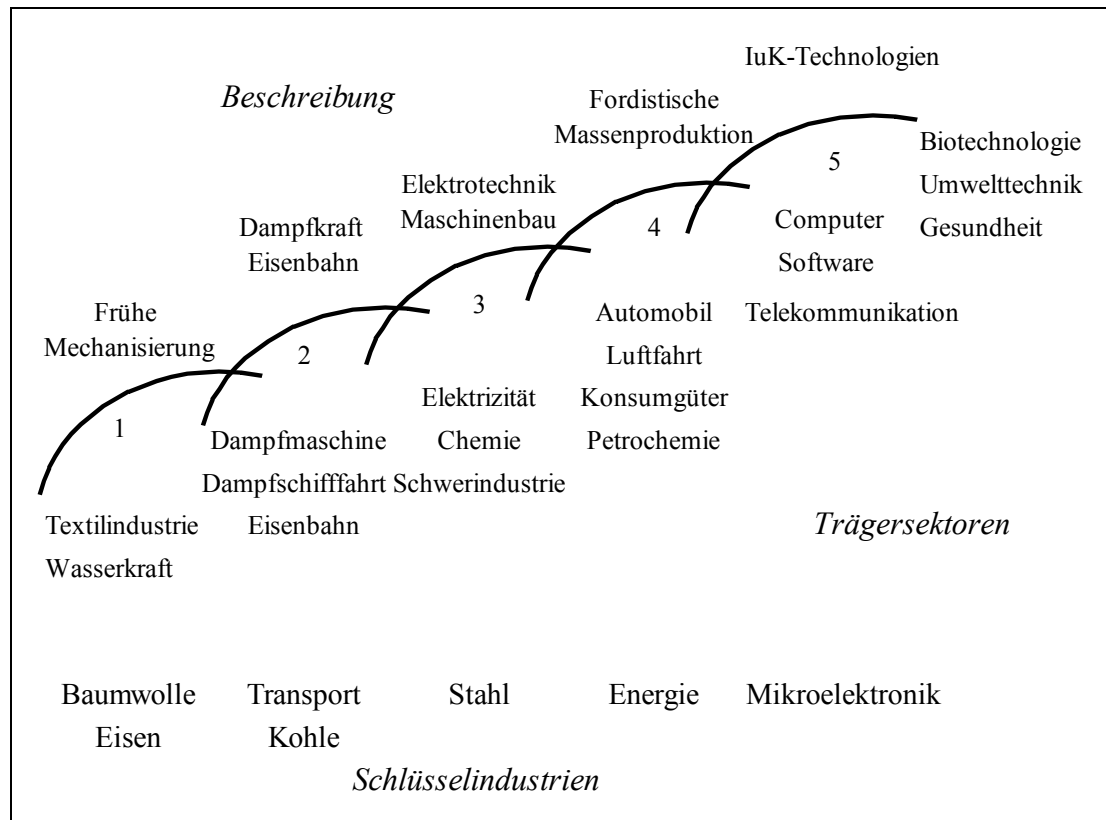 IuK-Technologien
Beschreibung
Fordistische
Massenproduktion
5
Biotechnologie
Umwelttechnik
Gesundheit
Elektrotechnik
Maschinenbau
4
Computer
Software
Dampfkraft
Eisenbahn
3
Automobil
Luftfahrt
Konsumgüter
Petrochemie
Telekommunikation
Frühe
Mechanisierung
2
Elektrizität
Chemie
Schwerindustrie
1
Dampfmaschine
Dampfschifffahrt
Eisenbahn
Textilindustrie
Wasserkraft
Trägersektoren
Baumwolle
Eisen
Transport
Kohle
Stahl
Energie
Mikroelektronik
Schlüsselindustrien